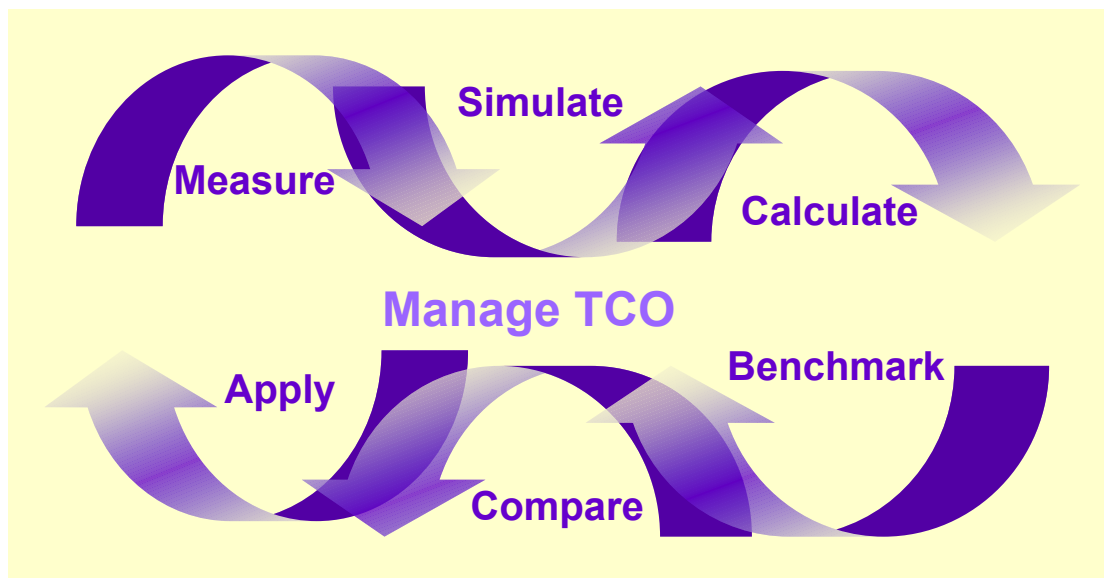 Simulate
Measure
Calculate
Manage TCO
Benchmark
Apply
Compare